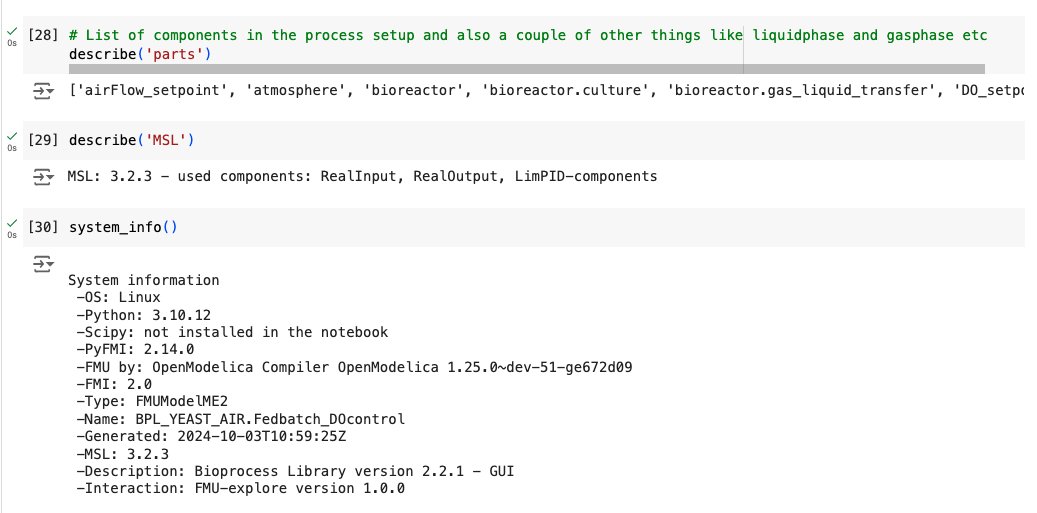 [28] # List of components in the process setup and also a couple of other things like liquidphase and gasphase etc
describe('parts')
['airFlow_setpoint', 'atmosphere', 'bioreactor', 'bioreactor.culture', 'bioreactor.gas_liquid_transfer', 'DO_setpo
0s
[29] describe('MSL')
0s
MSL: 3.2.3 - used components: RealInput, RealOutput, LimPID-components
[30] system_info()
0s
System information
-OS: Linux
-Python: 3.10.12
-Scipy: not installed in the notebook
-PyFMI: 2.14.0
-FMU by: OpenModelica Compiler OpenModelica 1.25.0~dev-51-ge672d09
-FMI: 2.0
-Type: FMUModelME2
-Name: BPL_YEAST_AIR.Fedbatch_DOcontrol
-Generated: 2024-10-03T10:59:25Z
-MSL: 3.2.3
-Description: Bioprocess Library version 2.2.1 - GUI
-Interaction: FMU-explore version 1.0.0